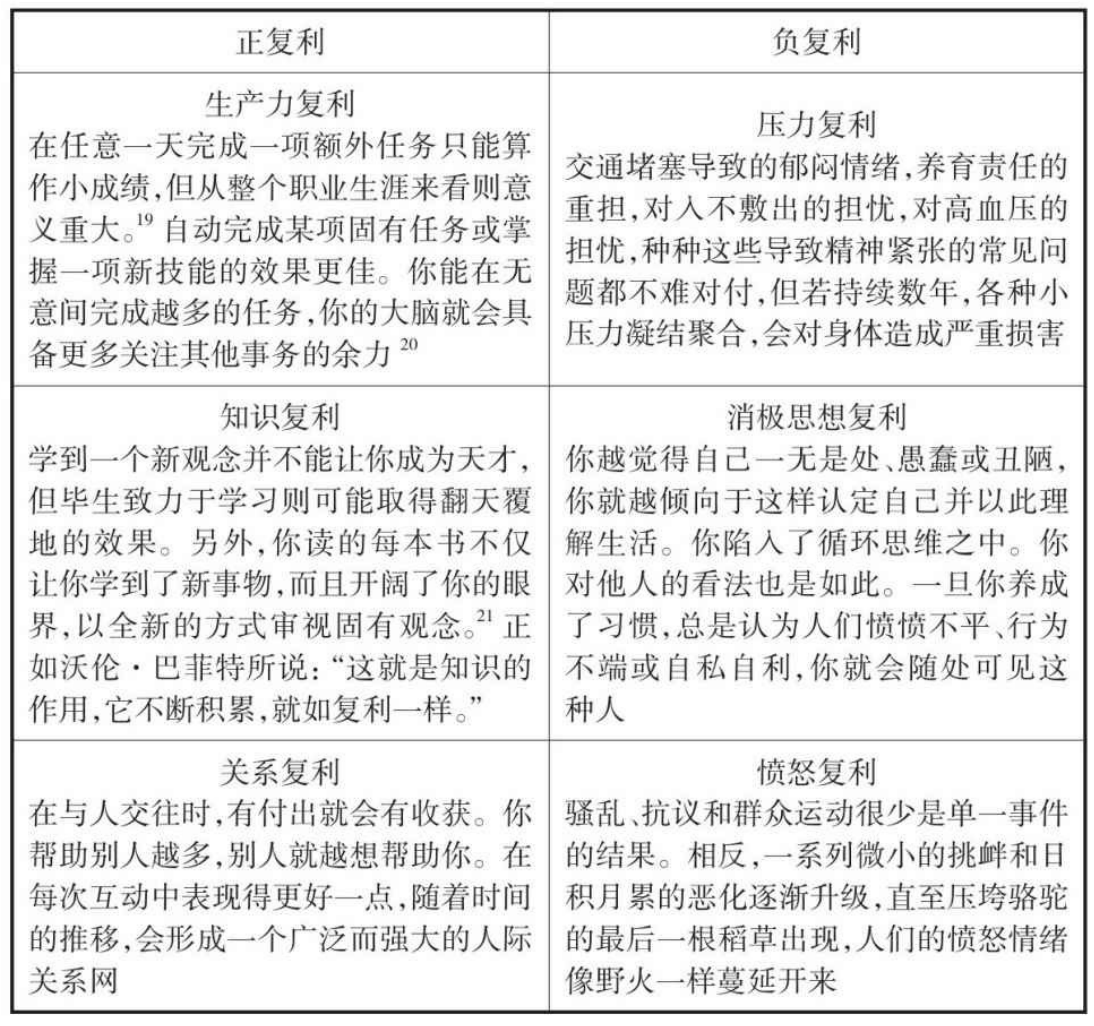 正复利
负复利
生产力复利
在任意一天完成一项额外任务只能算
作小成绩,但从整个职业生涯来看则意
义重大。19 自动完成某项固有任务或掌
握一项新技能的效果更佳。你能在无
意间完成越多的任务,你的大脑就会具
备更多关注其他事务的余力 20
压力复利
交通堵塞导致的郁闷情绪,养育责任的
重担,对入不敷出的担忧,对高血压的
担忧,种种这些导致精神紧张的常见问
题都不难对付,但若持续数年,各种小
压力凝结聚合,会对身体造成严重损害
知识复利
学到一个新观念并不能让你成为天才,
但毕生致力于学习则可能取得翻天覆
地的效果。另外,你读的每本书不仅
让你学到了新事物,而且开阔了你的眼
界,以全新的方式审视固有观念。21 正
如沃伦·巴菲特所说:“这就是知识的
作用,它不断积累,就如复利一样。”
消极思想复利
你越觉得自己一无是处、愚蠢或丑陋,
你就越倾向于这样认定自己并以此理
解生活。你陷入了循环思维之中。你
对他人的看法也是如此。一旦你养成
了习惯,总是认为人们愤愤不平、行为
不端或自私自利,你就会随处可见这
种人
关系复利
在与人交往时,有付出就会有收获。你
帮助别人越多,别人就越想帮助你。在
每次互动中表现得更好一点,随着时间
的推移,会形成一个广泛而强大的人际
关系网
愤怒复利
骚乱、抗议和群众运动很少是单一事件
的结果。相反,一系列微小的挑衅和日
积月累的恶化逐渐升级,直至压垮骆驼
的最后一根稻草出现,人们的愤怒情绪
像野火一样蔓延开来